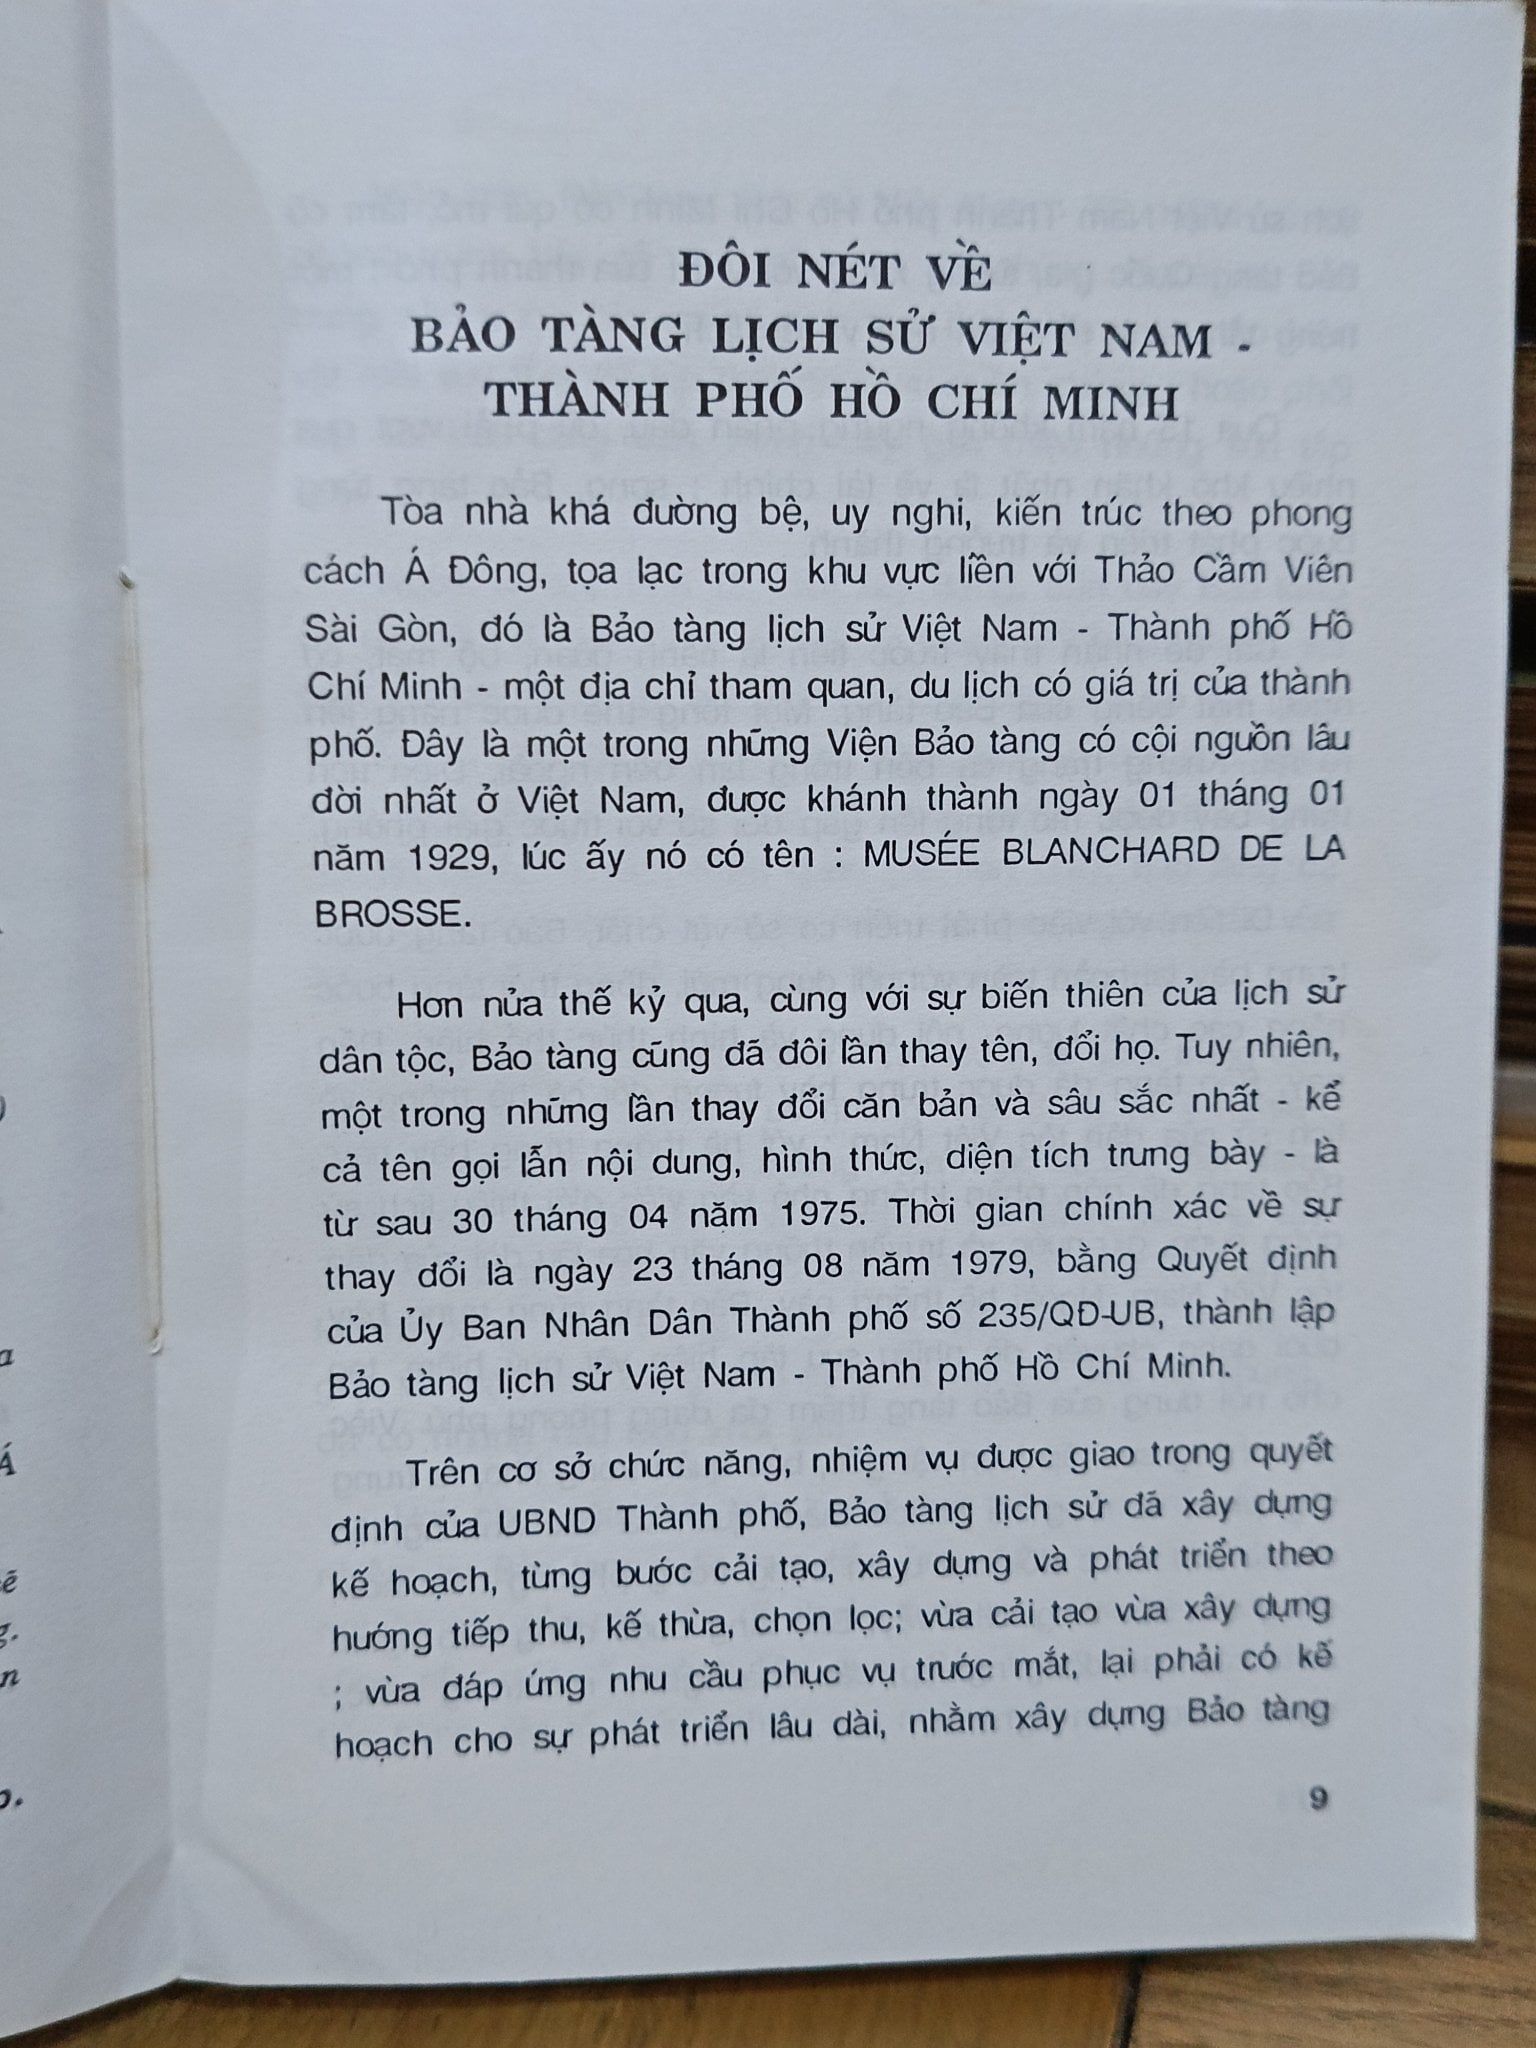 ĐÔI NÉT VỀ
BẢO TÀNG LỊCH SỬ VIỆT NAM -
THÀNH PHỐ HỒ CHÍ MINH
Tòa nhà khá đường bệ, uy nghi, kiến trúc theo phong
cách Á Đông, tọa lạc trong khu vực liền với Thảo Cầm Viên
Sài Gòn, đó là Bảo tàng lịch sử Việt Nam - Thành phố Hồ
Chí Minh - một địa chỉ tham quan, du lịch có giá trị của thành
phố. Đây là một trong những Viện Bảo tàng có cội nguồn lâu
đời nhất ở Việt Nam, được khánh thành ngày 01 tháng 01
năm 1929, lúc ấy nó có tên : MUSÉE BLANCHARD DE LA
BROSSE.
Hơn nửa thế kỷ qua, cùng với sự biến thiên của lịch sử
dân tộc, Bảo tàng cũng đã đôi lần thay tên, đổi họ. Tuy nhiên,
một trong những lần thay đổi căn bản và sâu sắc nhất - kể
cả tên gọi lẫn nội dung, hình thức, diện tích trưng bày - là
từ sau 30 tháng 04 năm 1975. Thời gian chính xác về sự
thay đổi là ngày 23 tháng 08 năm 1979, bằng Quyết định
của Ủy Ban Nhân Dân Thành phố số 235/QĐ-UB, thành lập
Bảo tàng lịch sử Việt Nam - Thành phố Hồ Chí Minh.
Trên cơ sở chức năng, nhiệm vụ được giao trong quyết
định của UBND Thành phố, Bảo tàng lịch sử đã xây dựng
kế hoạch, từng bước cải tạo, xây dựng và phát triển theo
hướng tiếp thu, kế thừa, chọn lọc; vừa cải tạo vừa xây dựng
; vừa đáp ứng nhu cầu phục vụ trước mắt, lại phải có kế
hoạch cho sự phát triển lâu dài, nhằm xây dựng Bảo tàng
9